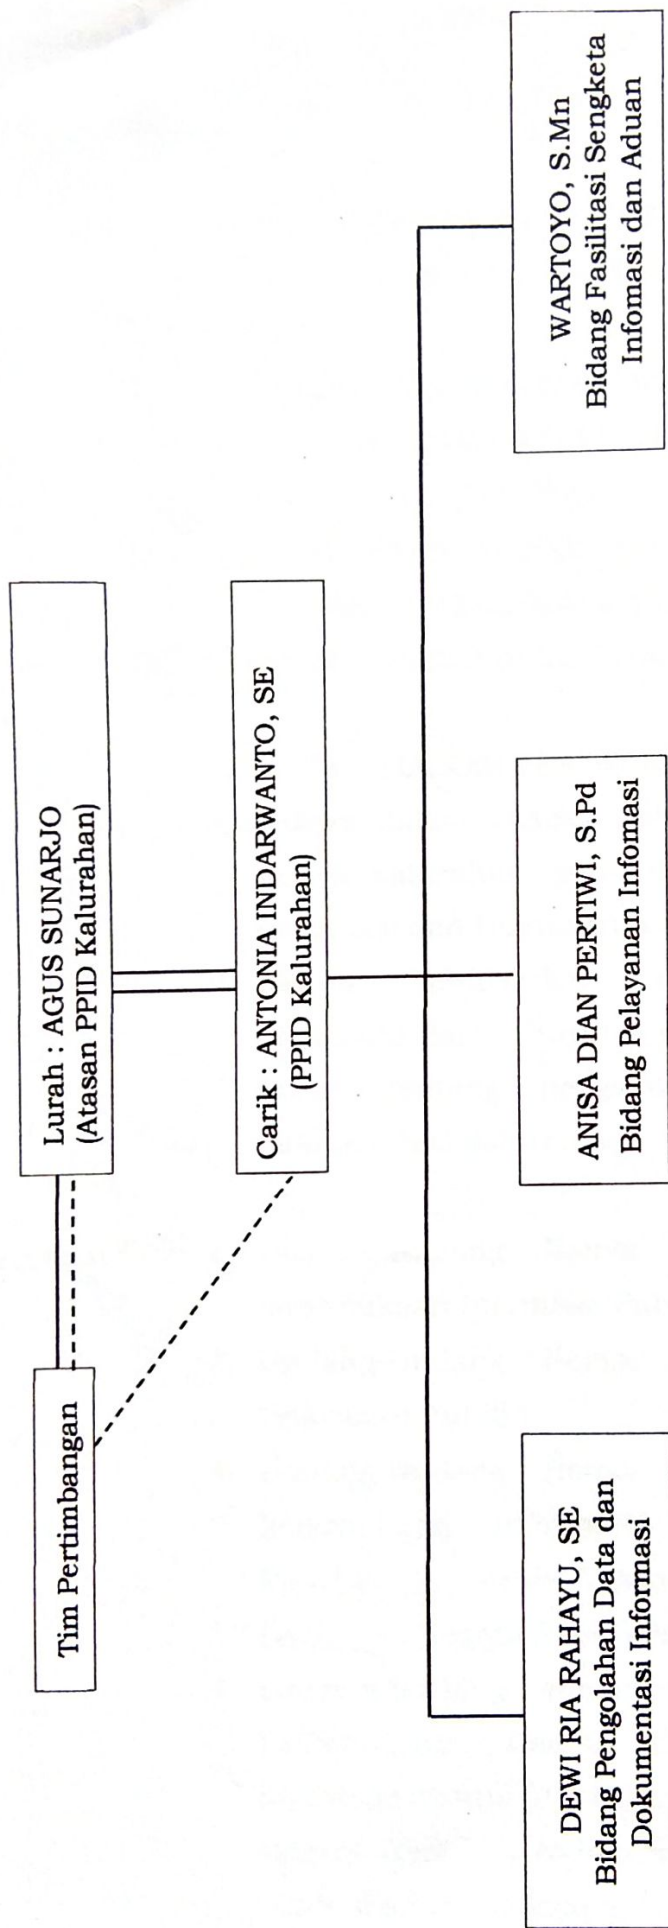 Lurah : AGUS SUNARJO
(Atasan PPID Kalurahan)
Tim Pertimbangan
Carik : ANTONIA INDARWANTO, SE
(PPID Kalurahan)
DEWI RIA RAHAYU, SE
Bidang Pengolahan Data dan
Dokumentasi Informasi
ANISA DIAN PERTIWI, S.Pd
Bidang Pelayanan Infomasi
WARTOYO, S.Mn
Bidang Fasilitasi Sengketa
Infomasi dan Aduan